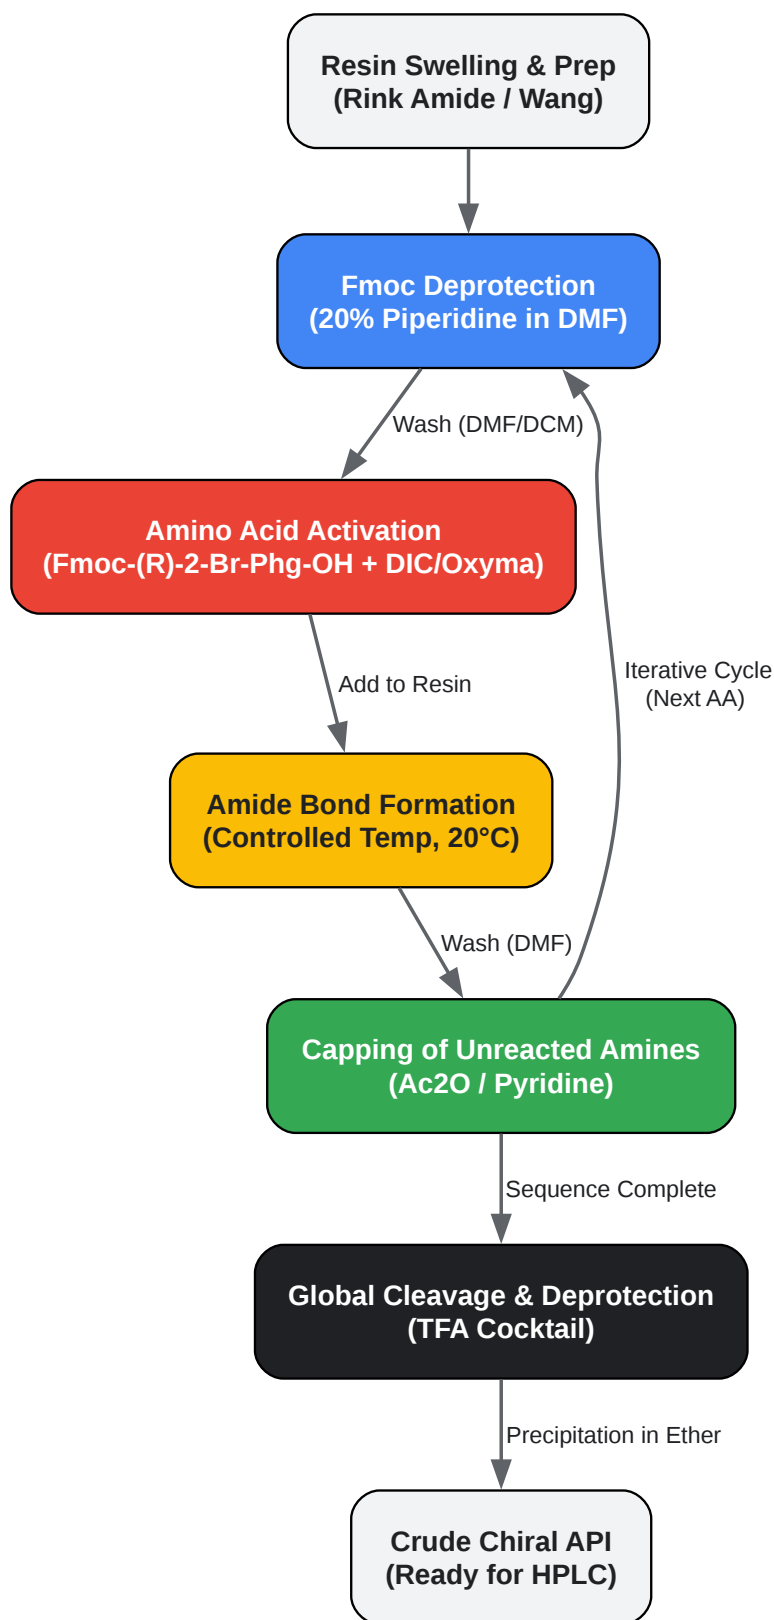 Resin Swelling & Prep
(Rink Amide / Wang)
Fmoc Deprotection
(20% Piperidine in DMF)
Wash (DMF/DCM)
Amino Acid Activation
(Fmoc-(R)-2-Br-Phg-OH + DIC/Oxyma)
Iterative Cycle
(Next AA)
Add to Resin
Amide Bond Formation
(Controlled Temp, 20°C)
Wash (DMF)
Capping of Unreacted Amines
(Ac2O / Pyridine)
Sequence Complete
Global Cleavage & Deprotection
(TFA Cocktail)
Precipitation in Ether
Crude Chiral API
(Ready for HPLC)